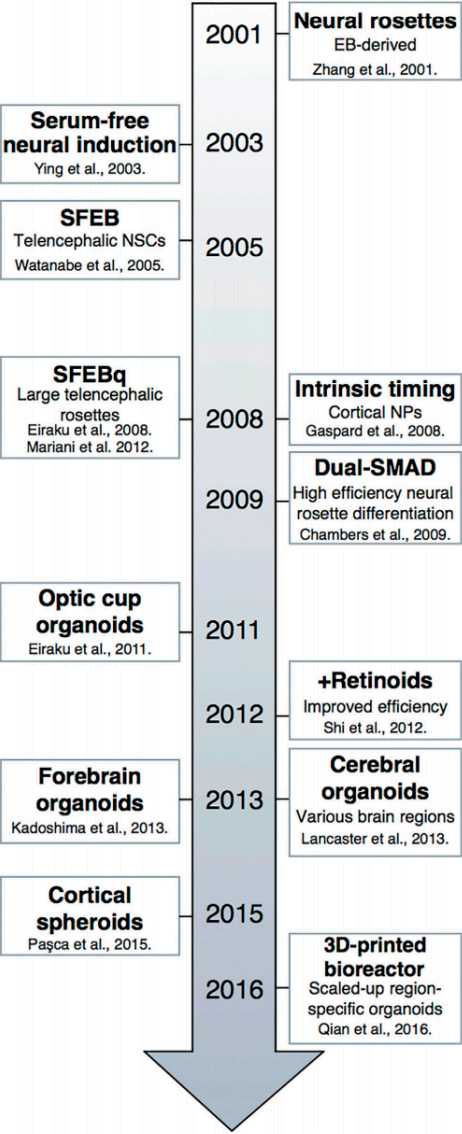 2001
Neural rosettes
EB-derived
Zhang et al., 2001.
Serum-free
neural induction
Ying et al., 2003.
2003
SFEB
Telencephalic NSCs
Watanabe et al., 2005.
2005
SFEBq
Large telencephalic
rosettes
Eiraku et al., 2008.
Mariani et al. 2012.
2008
Intrinsic timing
Cortical NPs
Gaspard et al., 2008.
2009
Dual-SMAD
High efficiency neural
rosette differentiation
Chambers et al., 2009.
Optic cup
organoids
Eiraku et al., 2011.
2011
2012
+Retinoids
Improved efficiency
Shi et al., 2012.
Forebrain
organoids
Kadoshima et al., 2013.
2013
Cerebral
organoids
Various brain regions
Lancaster et al., 2013.
Cortical
spheroids
Paşca et al., 2015.
2015
2016
3D-printed
bioreactor
Scaled-up region-
specific organoids
Qian et al., 2016.